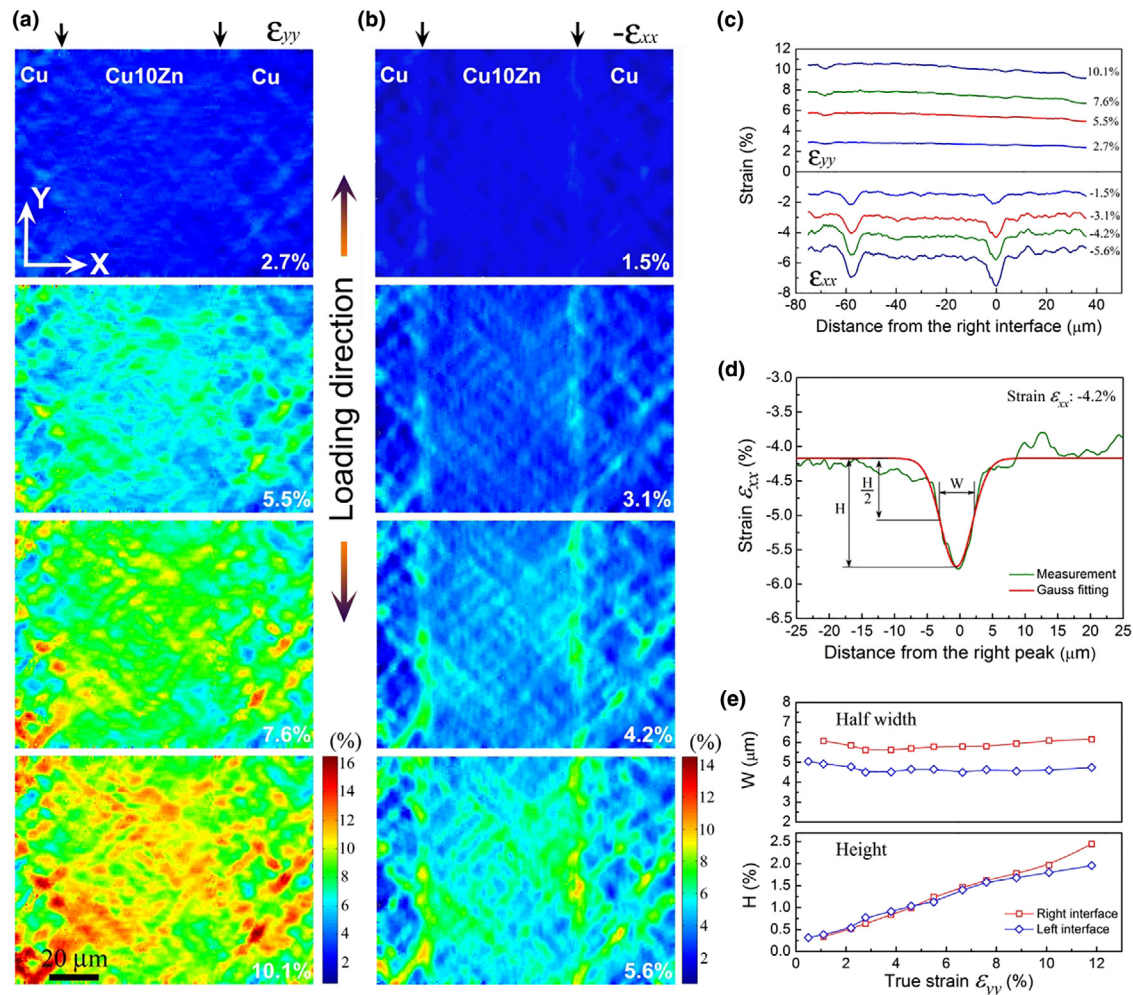 (a)
εyy
Cu
Cu10Zn
Cu
Y
X
2.7%
5.5%
7.6%
(%)
16
14
12
10
8
6
4
2
20 μm
10.1%
Loading direction
(b)
-εxx
Cu
Cu10Zn
Cu
1.5%
3.1%
4.2%
(%)
14
12
10
8
6
4
2
5.6%
(c)
Strain (%)
12
10
8
6
4
2
0
-2
-4
-6
-8
10.1%
7.6%
5.5%
2.7%
εyy
-1.5%
-3.1%
-4.2%
-5.6%
εxx
-80 -60 -40 -20 0 20 40
Distance from the right interface (μm)
(d)
Strain εxx (%)
-3.0
-3.5
-4.0
-4.5
-5.0
-5.5
-6.0
-6.5
Strain εxx: -4.2%
H
H
2
W
Measurement
Gauss fitting
-25 -20 -15 -10 -5 0 5 10 15 20 25
Distance from the right peak (μm)
(e)
W (μm)
8
7
6
5
4
3
2
Half width
H (%)
2.5
2.0
1.5
1.0
0.5
0.0
Height
Right interface
Left interface
0 2 4 6 8 10 12
True strain εyy (%)